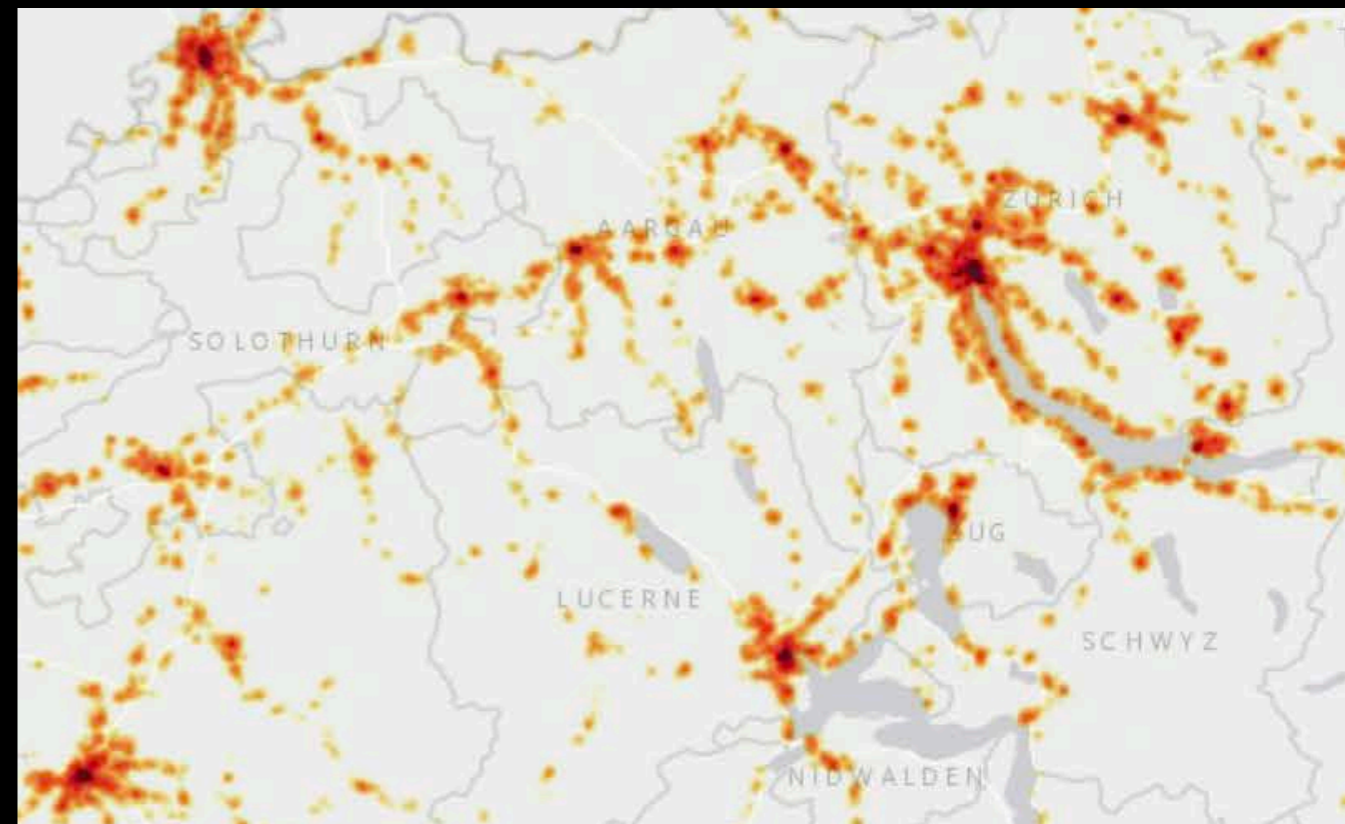 ZURICH
AARGAU
SOLOTHURN
ZUG
LUCERNE
SCHWYZ
NIDWALDEN